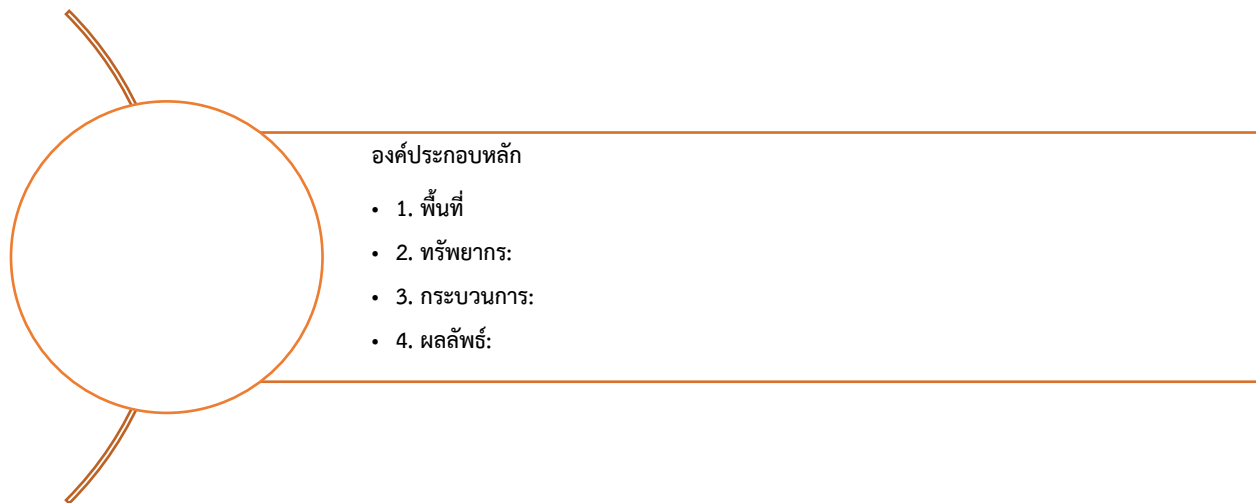 องค์ประกอบหลัก
• 1. พื้นที่
• 2. ทรัพยากร:
• 3. กระบวนการ:
• 4. ผลลัพธ์: